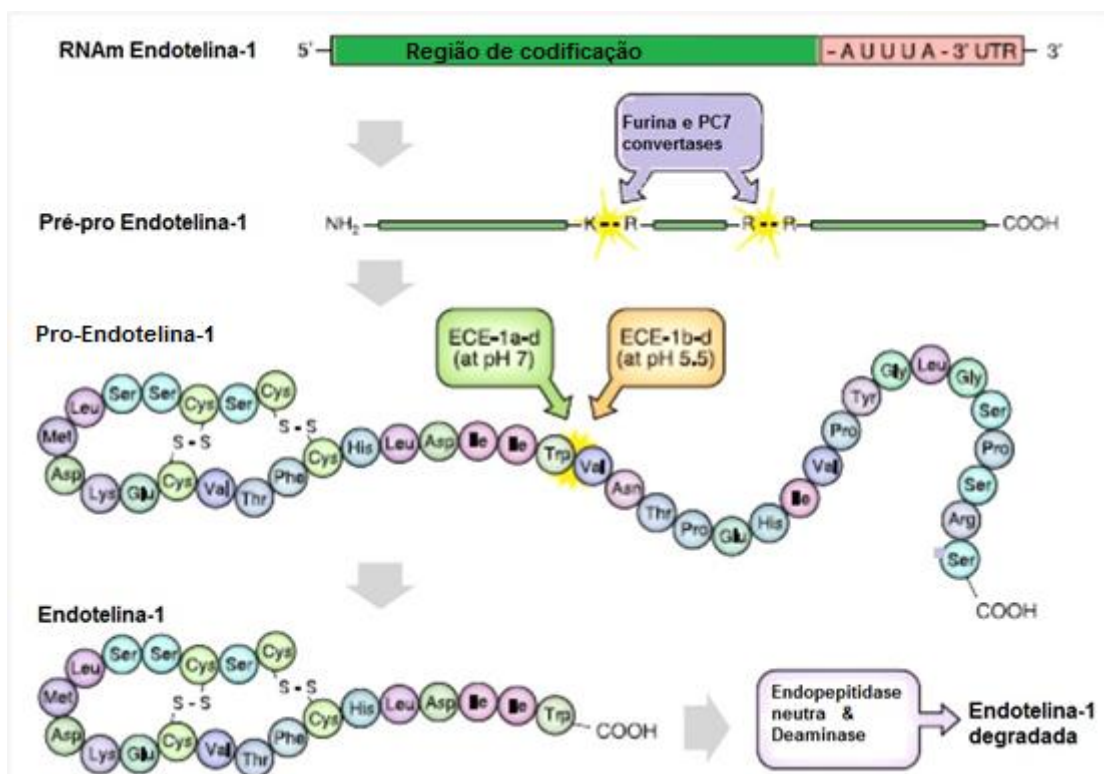 RNAm Endotelina-1
5'
Região de codificação
- A U U U A - 3' UTR
3'
Furina e PC7
convertases
Pré-pro Endotelina-1
NH2
K -- R
R -- R
COOH
Pro-Endotelina-1
ECE-1a-d
(at pH 7)
ECE-1b-d
(at pH 5.5)
Cys Ser Cys Ser Ser Leu Met Asp Lys Glu Cys Val Thr Phe Cys His Leu Asp Ile Ile Trp Val Asn Thr Pro Glu His Ile Val Pro Tyr Gly Leu Gly Ser Pro Ser Arg Ser
S - S
S - S
COOH
Endotelina-1
Cys Ser Cys Ser Ser Leu Met Asp Lys Glu Cys Val Thr Phe Cys His Leu Asp Ile Ile Trp
S - S
S - S
COOH
Endopepitidase
neutra &
Deaminase
Endotelina-1
degradada